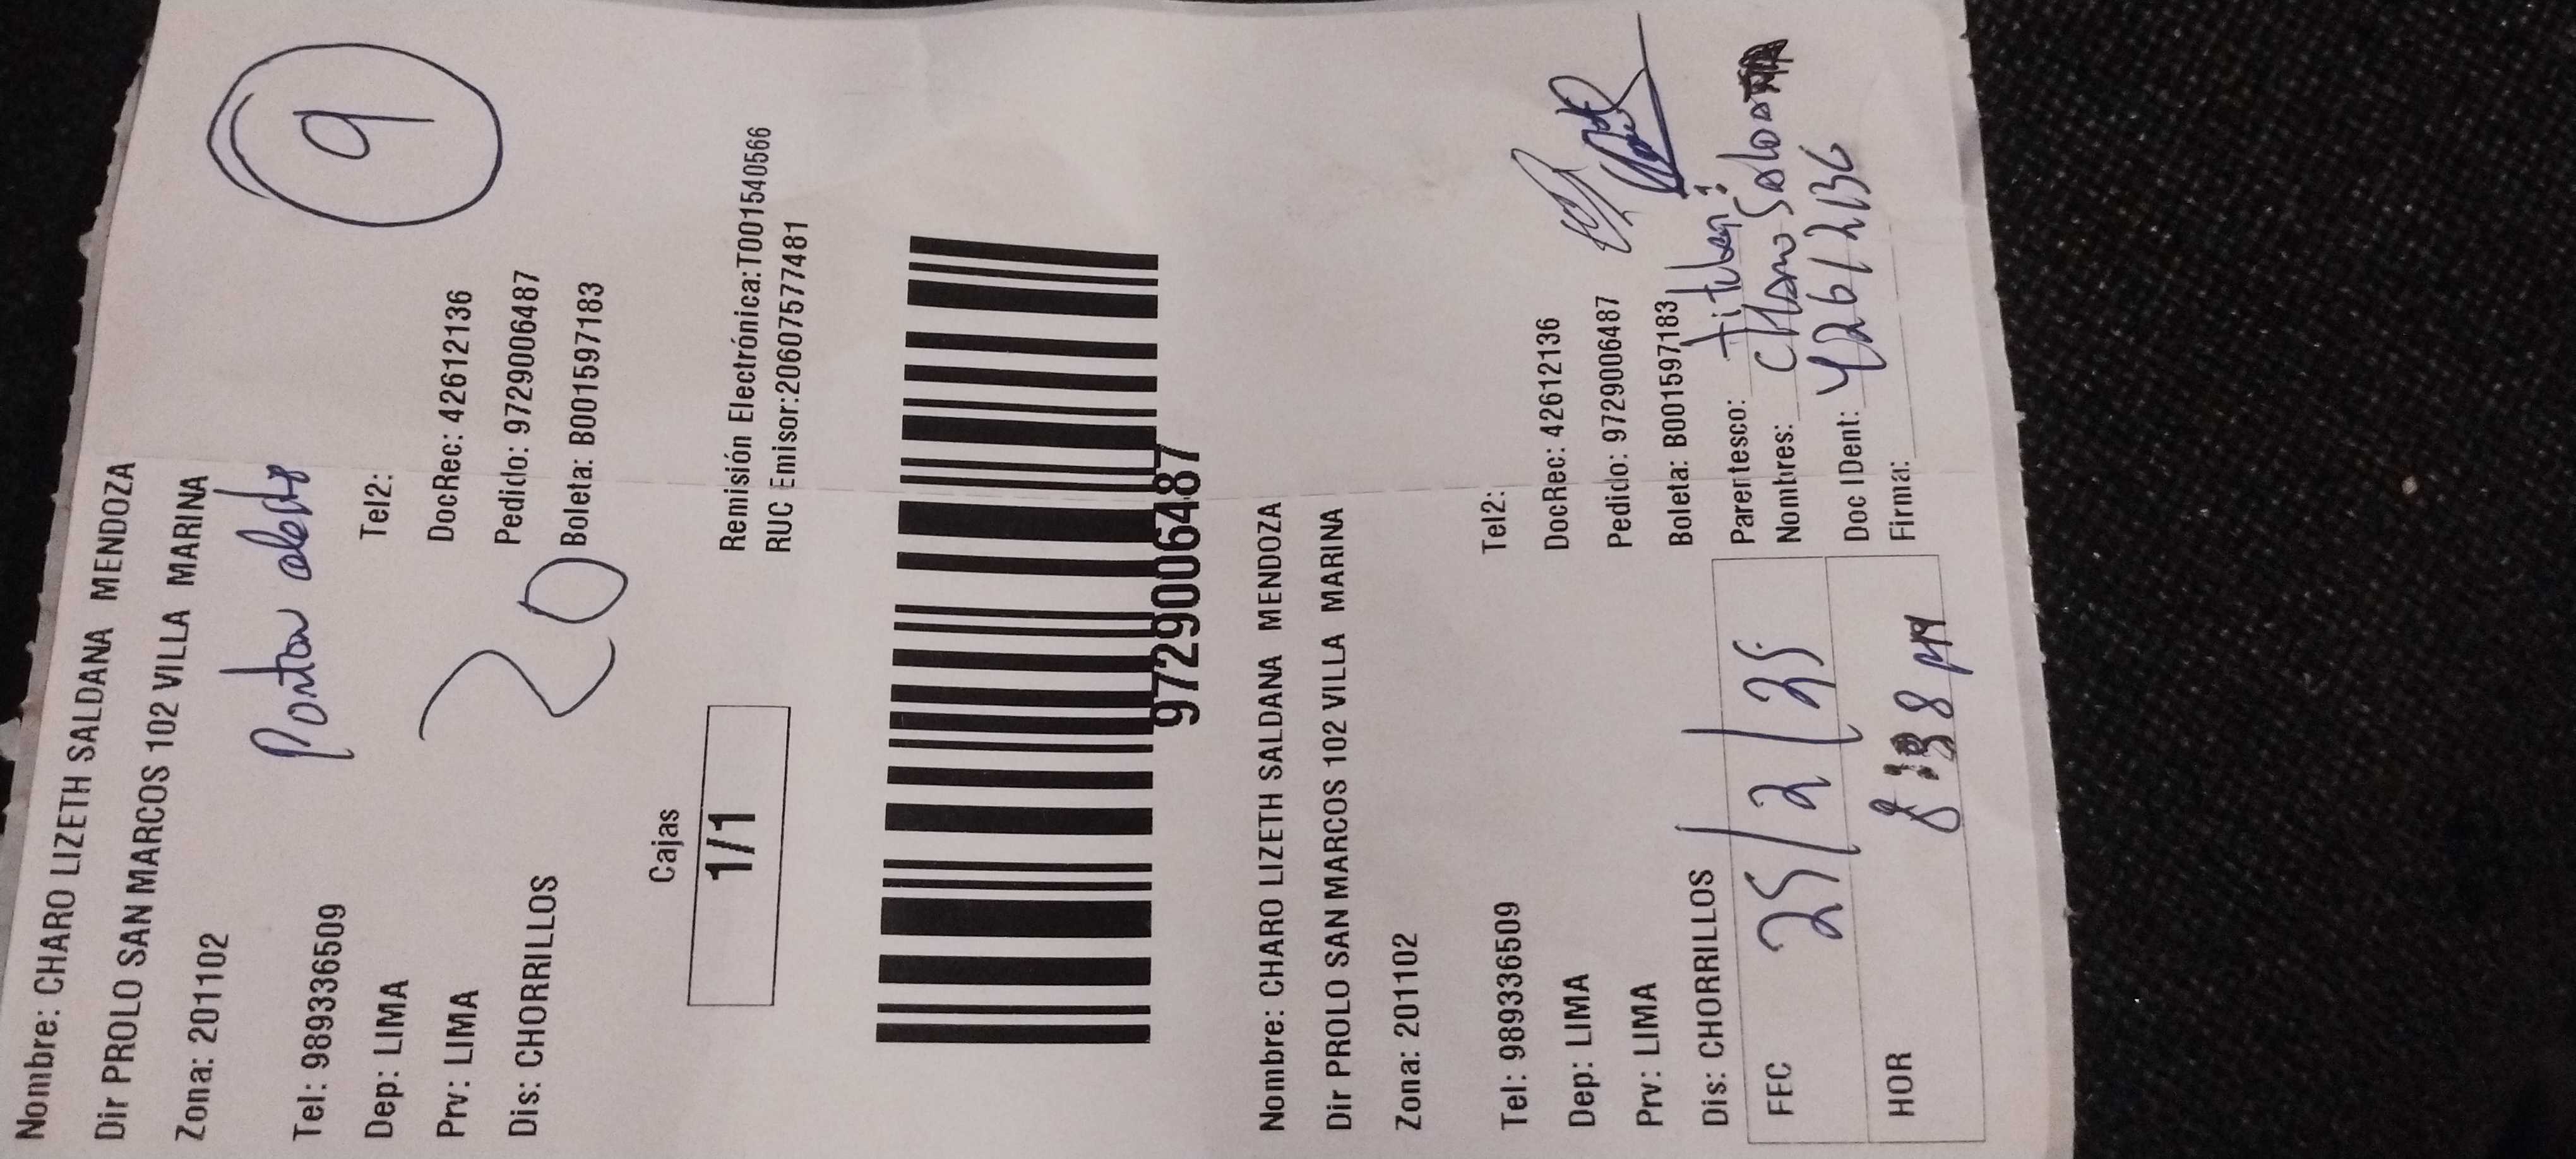 Nombre: CHARO LIZETH SALDANA MENDOZA
Dir PROLO SAN MARCOS 102 VILLA MARINA
Zona: 201102
9
Tel: 989336509 Tel2:
Dep: LIMA DocRec: 42612136
Prv: LIMA Pedido: 9729006487
Dis: CHORRILLOS Boleta: B001597183
20
Cajas
1/1
Remisión Electrónica:T001540566
RUC Emisor:20607577481
9729006487
Nombre: CHARO LIZETH SALDANA MENDOZA
Dir PROLO SAN MARCOS 102 VILLA MARINA
Zona: 201102
Tel: 989336509 Tel2:
Dep: LIMA DocRec: 42612136
Prv: LIMA Pedido: 9729006487
Dis: CHORRILLOS Boleta: B001597183
FEC 25/2/25 Parentesco:
Nombres:
HOR 8:38 Doc IDent: 42612136
Firma: